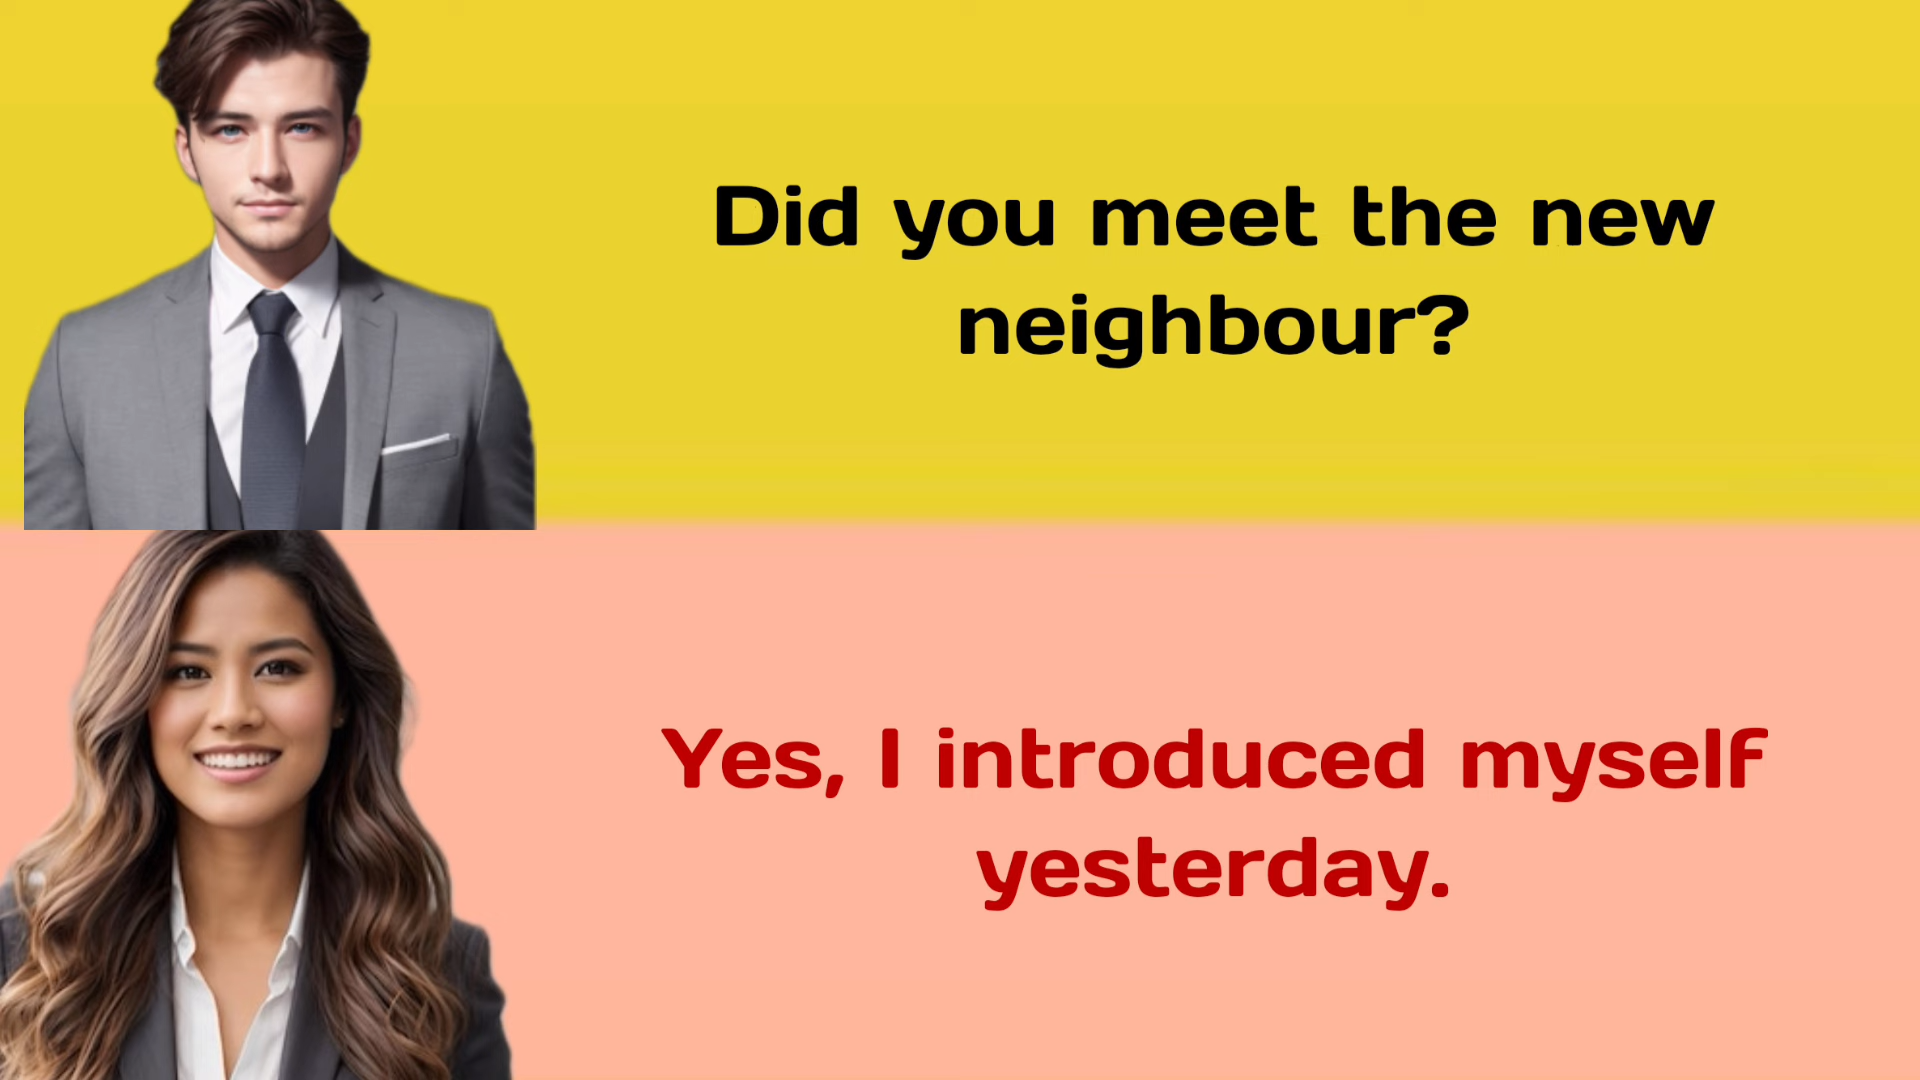 Did you meet the new
neighbour?
Yes, I introduced myself
yesterday.